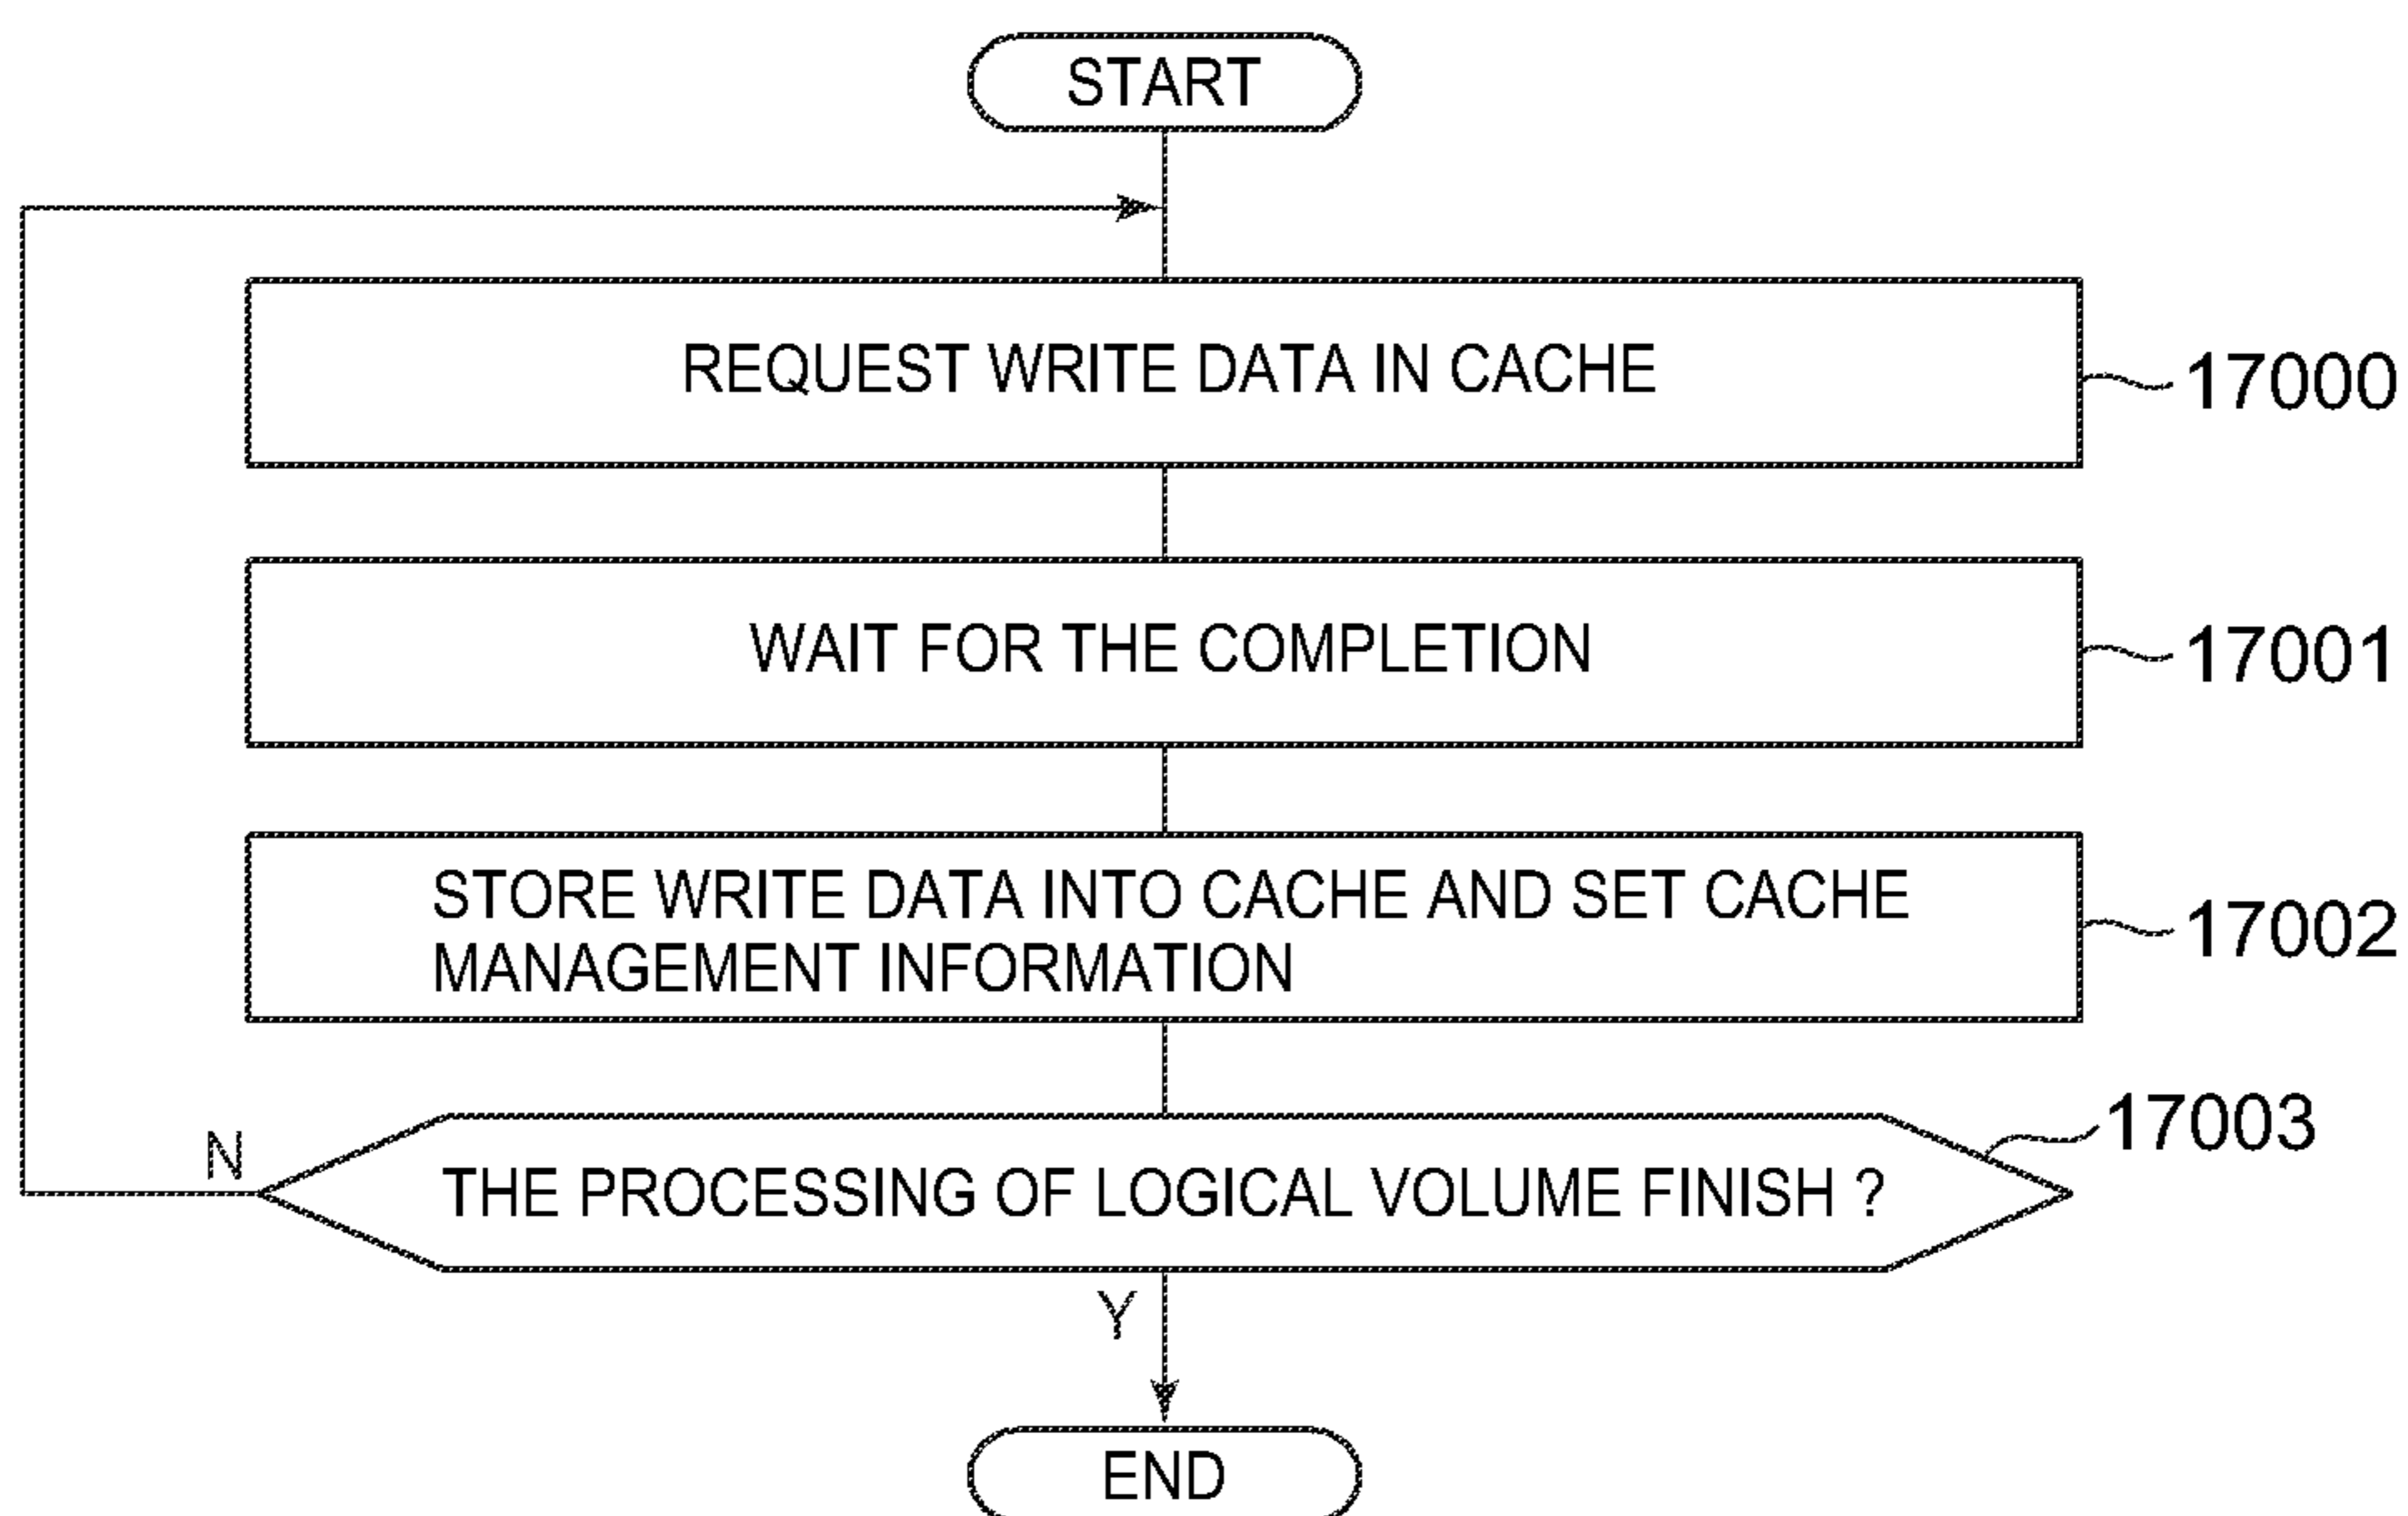 START
REQUEST WRITE DATA IN CACHE
17000
WAIT FOR THE COMPLETION
17001
STORE WRITE DATA INTO CACHE AND SET CACHE
MANAGEMENT INFORMATION
17002
17003
N
THE PROCESSING OF LOGICAL VOLUME FINISH ?
Y
END